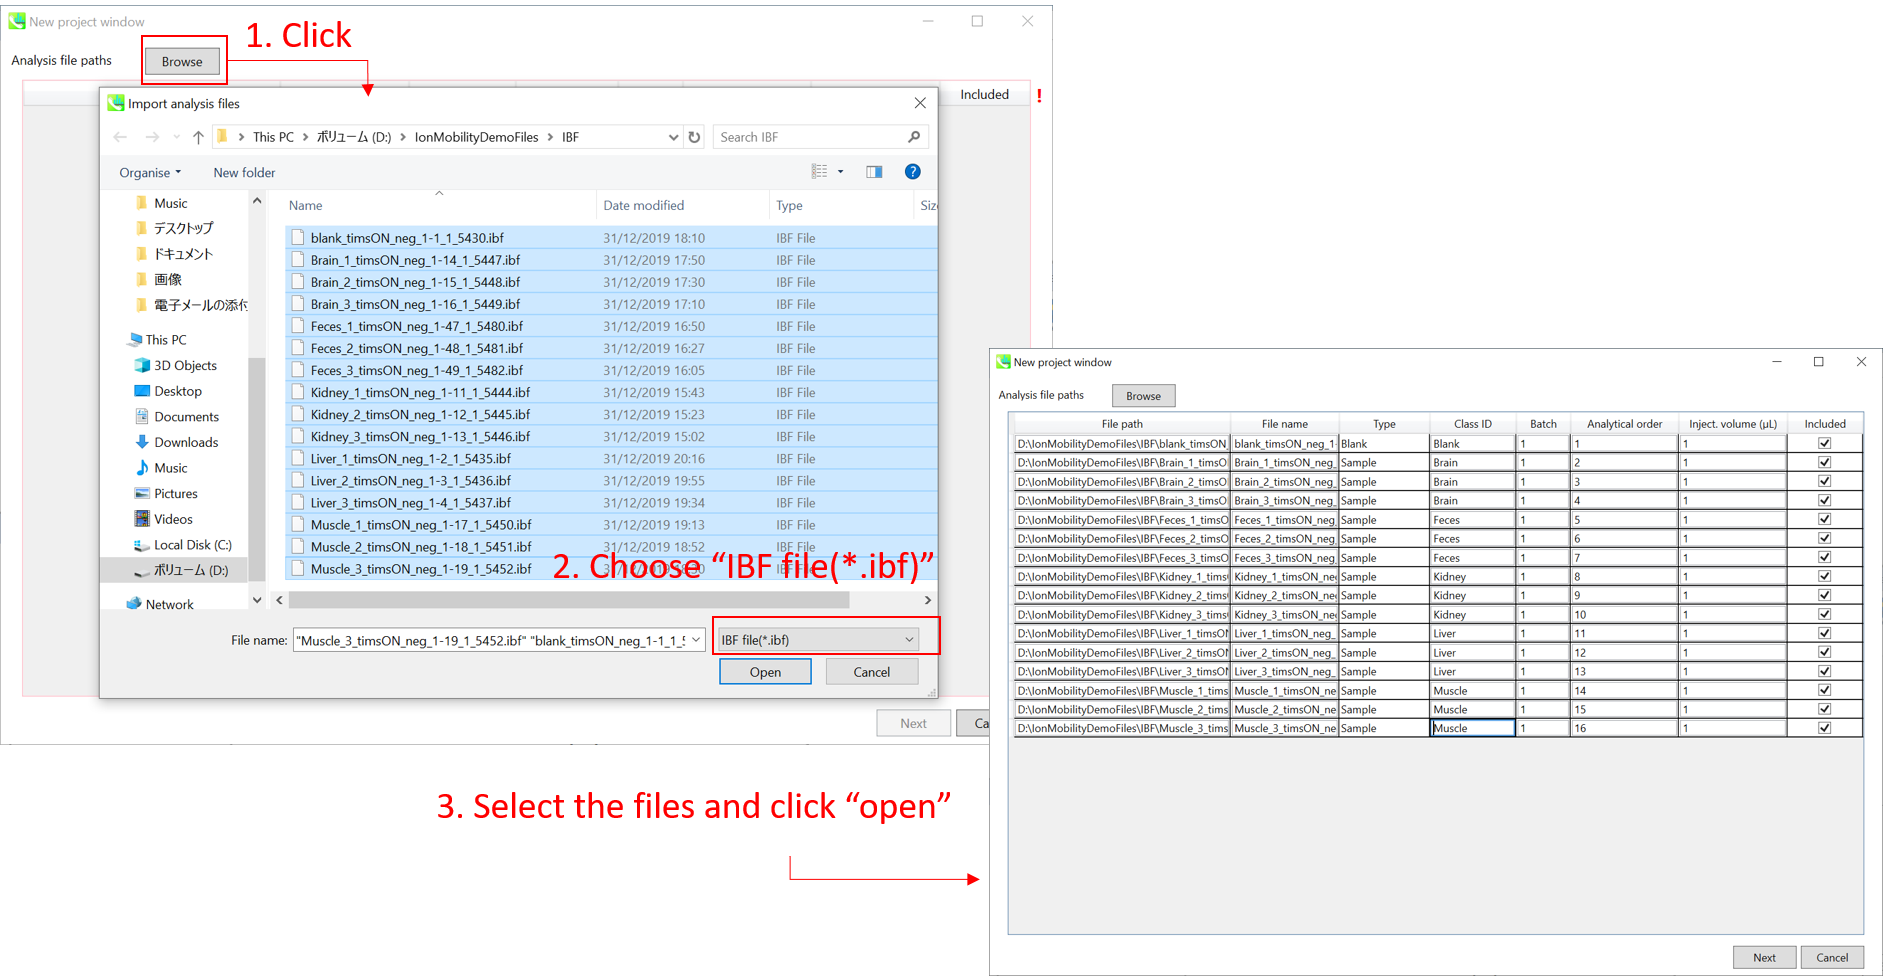 New project window
1. Click
Analysis file paths Browse
Included !
Import analysis files
This PC > ボリューム (D:) > IonMobilityDemoFiles > IBF Search IBF
Organise New folder
Music
デスクトップ
ドキュメント
画像
電子メールの添付
This PC
3D Objects
Desktop
Documents
Downloads
Music
Pictures
Videos
Local Disk (C:)
ボリューム (D:)
Network
Name Date modified Type Siz
blank_timsON_neg_1-1_1_5430.ibf 31/12/2019 18:10 IBF File
Brain_1_timsON_neg_1-14_1_5447.ibf 31/12/2019 17:50 IBF File
Brain_2_timsON_neg_1-15_1_5448.ibf 31/12/2019 17:30 IBF File
Brain_3_timsON_neg_1-16_1_5449.ibf 31/12/2019 17:10 IBF File
Feces_1_timsON_neg_1-47_1_5480.ibf 31/12/2019 16:50 IBF File
Feces_2_timsON_neg_1-48_1_5481.ibf 31/12/2019 16:27 IBF File
Feces_3_timsON_neg_1-49_1_5482.ibf 31/12/2019 16:05 IBF File
Kidney_1_timsON_neg_1-11_1_5444.ibf 31/12/2019 15:43 IBF File
Kidney_2_timsON_neg_1-12_1_5445.ibf 31/12/2019 15:23 IBF File
Kidney_3_timsON_neg_1-13_1_5446.ibf 31/12/2019 15:02 IBF File
Liver_1_timsON_neg_1-2_1_5435.ibf 31/12/2019 20:16 IBF File
Liver_2_timsON_neg_1-3_1_5436.ibf 31/12/2019 19:55 IBF File
Liver_3_timsON_neg_1-4_1_5437.ibf 31/12/2019 19:34 IBF File
Muscle_1_timsON_neg_1-17_1_5450.ibf 31/12/2019 19:13 IBF File
Muscle_2_timsON_neg_1-18_1_5451.ibf 31/12/2019 18:52 IBF File
Muscle_3_timsON_neg_1-19_1_5452.ibf IBF File
2. Choose “IBF file(*.ibf)”
File name: "Muscle_3_timsON_neg_1-19_1_5452.ibf" "blank_timsON_neg_1-1_1_5 IBF file(*.ibf)
Open Cancel
Next Ca
3. Select the files and click “open”
New project window
Analysis file paths Browse
File path File name Type Class ID Batch Analytical order Inject. volume (μL) Included
D:\IonMobilityDemoFiles\IBF\blank_timsON_ blank_timsON_neg_1- Blank Blank 1 1 1
D:\IonMobilityDemoFiles\IBF\Brain_1_timsO Brain_1_timsON_neg_ Sample Brain 1 2 1
D:\IonMobilityDemoFiles\IBF\Brain_2_timsO Brain_2_timsON_neg_ Sample Brain 1 3 1
D:\IonMobilityDemoFiles\IBF\Brain_3_timsO Brain_3_timsON_neg_ Sample Brain 1 4 1
D:\IonMobilityDemoFiles\IBF\Feces_1_timsO Feces_1_timsON_neg_ Sample Feces 1 5 1
D:\IonMobilityDemoFiles\IBF\Feces_2_timsO Feces_2_timsON_neg_ Sample Feces 1 6 1
D:\IonMobilityDemoFiles\IBF\Feces_3_timsO Feces_3_timsON_neg_ Sample Feces 1 7 1
D:\IonMobilityDemoFiles\IBF\Kidney_1_tims Kidney_1_timsON_ne Sample Kidney 1 8 1
D:\IonMobilityDemoFiles\IBF\Kidney_2_tims Kidney_2_timsON_ne Sample Kidney 1 9 1
D:\IonMobilityDemoFiles\IBF\Kidney_3_tims Kidney_3_timsON_ne Sample Kidney 1 10 1
D:\IonMobilityDemoFiles\IBF\Liver_1_timsO Liver_1_timsON_neg_ Sample Liver 1 11 1
D:\IonMobilityDemoFiles\IBF\Liver_2_timsO Liver_2_timsON_neg_ Sample Liver 1 12 1
D:\IonMobilityDemoFiles\IBF\Liver_3_timsO Liver_3_timsON_neg_ Sample Liver 1 13 1
D:\IonMobilityDemoFiles\IBF\Muscle_1_tims Muscle_1_timsON_ne Sample Muscle 1 14 1
D:\IonMobilityDemoFiles\IBF\Muscle_2_tims Muscle_2_timsON_ne Sample Muscle 1 15 1
D:\IonMobilityDemoFiles\IBF\Muscle_3_tims Muscle_3_timsON_ne Sample Muscle 1 16 1
Next Cancel